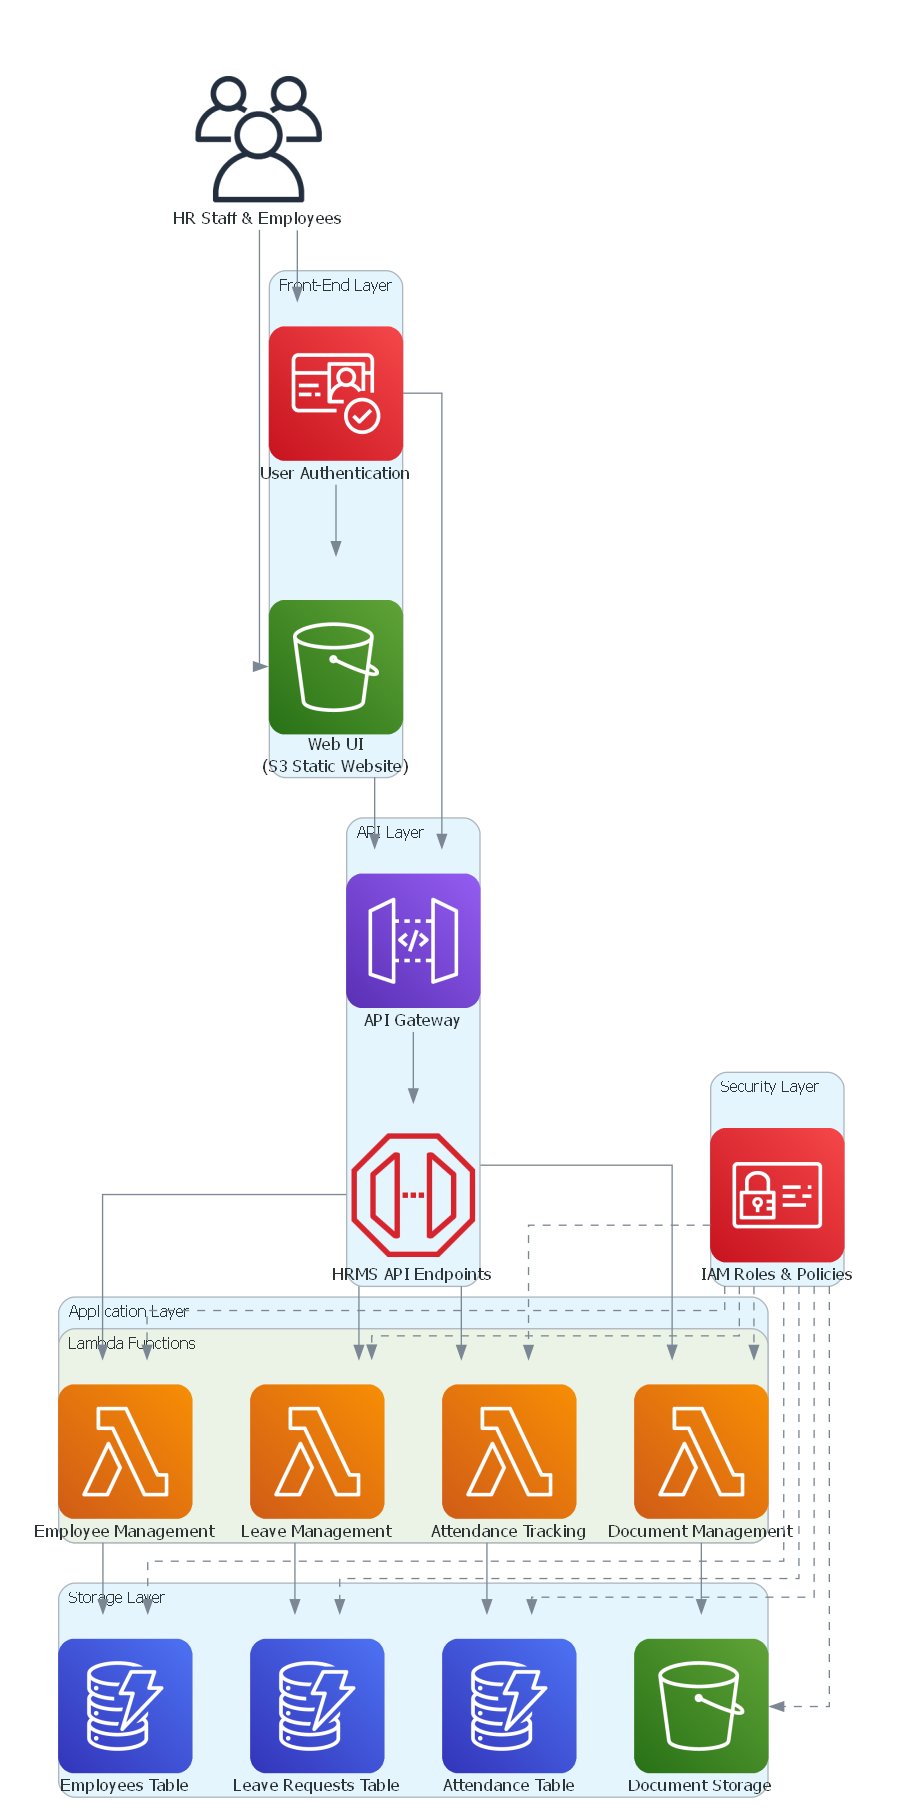 HR Staff & Employees
Front-End Layer
User Authentication
Web UI
(S3 Static Website)
API Layer
API Gateway
Security Layer
HRMS API Endpoints
IAM Roles & Policies
Application Layer
Lambda Functions
Employee Management
Leave Management
Attendance Tracking
Document Management
Storage Layer
Employees Table
Leave Requests Table
Attendance Table
Document Storage